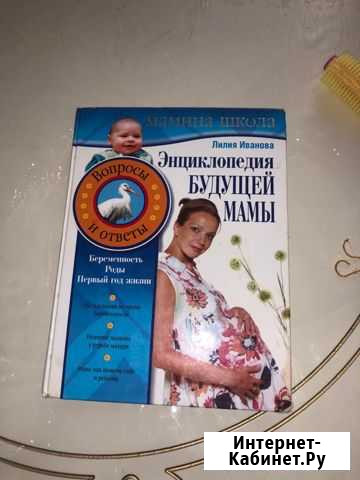 мамина школа
Лилия Иванова
Энциклопедия
БУДУЩЕЙ
МАМЫ
Вопросы
и ответы
Беременность
Роды
Первый год жизни
Интернет-
Кабинет.Ру